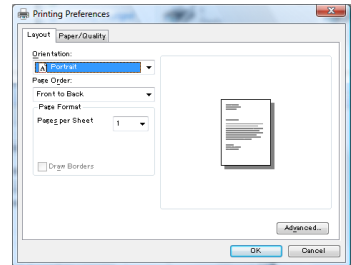 Printing Preferences
Layout
Paper/Quality
Orientation:
Portrait
Page Order:
Front to Back
Page Format
Pages per Sheet
1
Draw Borders
Advanced...
OK
Cancel